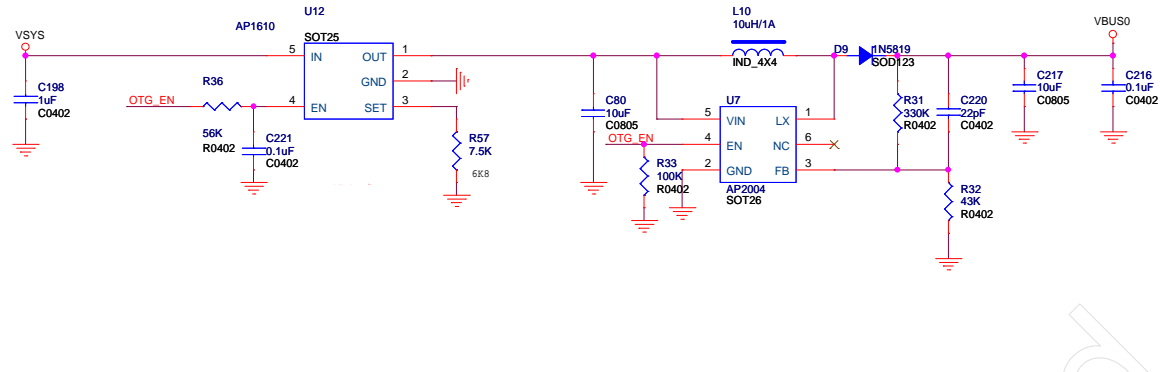 U12
AP1610
SOT25
VSYS
5
IN
OUT
1
GND
2
SET
3
EN
4
C198
1uF
C0402
OTG_EN
R36
56K
R0402
C221
0.1uF
C0402
R57
7.5K
6K8
C80
10uF
C0805
OTG_EN
R33
100K
R0402
L10
10uH/1A
IND_4X4
U7
5
VIN
LX
1
4
EN
NC
6
2
GND
FB
3
AP2004
SOT26
D9
1N5819
SOD123
R31
330K
R0402
C220
22pF
C0402
R32
43K
R0402
VBUS0
C217
10uF
C0805
C216
0.1uF
C0402